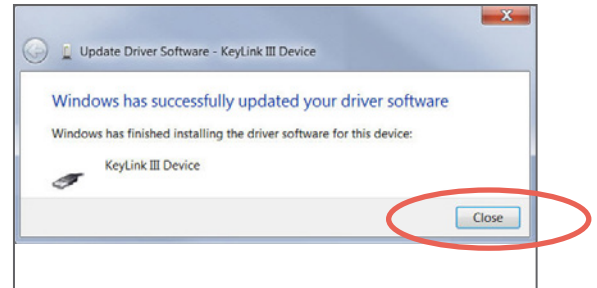 Update Driver Software - KeyLink III Device
Windows has successfully updated your driver software
Windows has finished installing the driver software for this device:
KeyLink III Device
Close